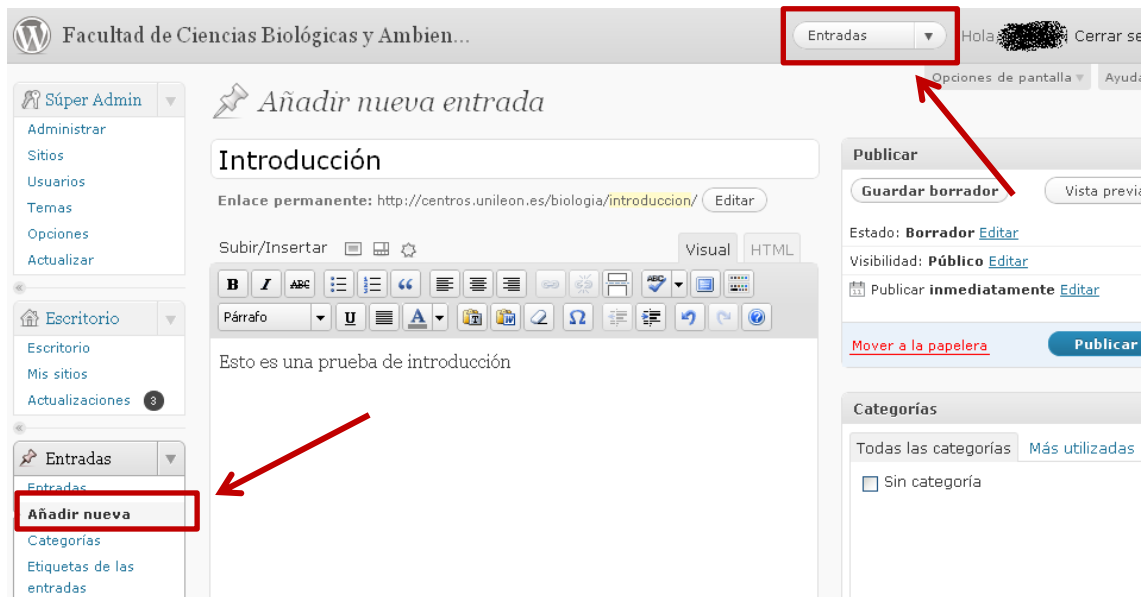 Facultad de Ciencias Biológicas y Ambien...
Entradas
Hola
Cerrar se
Opciones de pantalla
Ayuda
Súper Admin
Administrar
Sitios
Usuarios
Temas
Opciones
Actualizar
Escritorio
Escritorio
Mis sitios
Actualizaciones 3
Entradas
Entradas
Añadir nueva
Categorías
Etiquetas de las
entradas
Añadir nueva entrada
Introducción
Enlace permanente: http://centros.unileon.es/biologia/introduccion/ Editar
Subir/Insertar
Visual HTML
B I ABC ABC
Párrafo U A
Esto es una prueba de introducción
Publicar
Guardar borrador Vista previa
Estado: Borrador Editar
Visibilidad: Público Editar
Publicar inmediatamente Editar
Mover a la papelera Publicar
Categorías
Todas las categorías Más utilizadas
Sin categoría